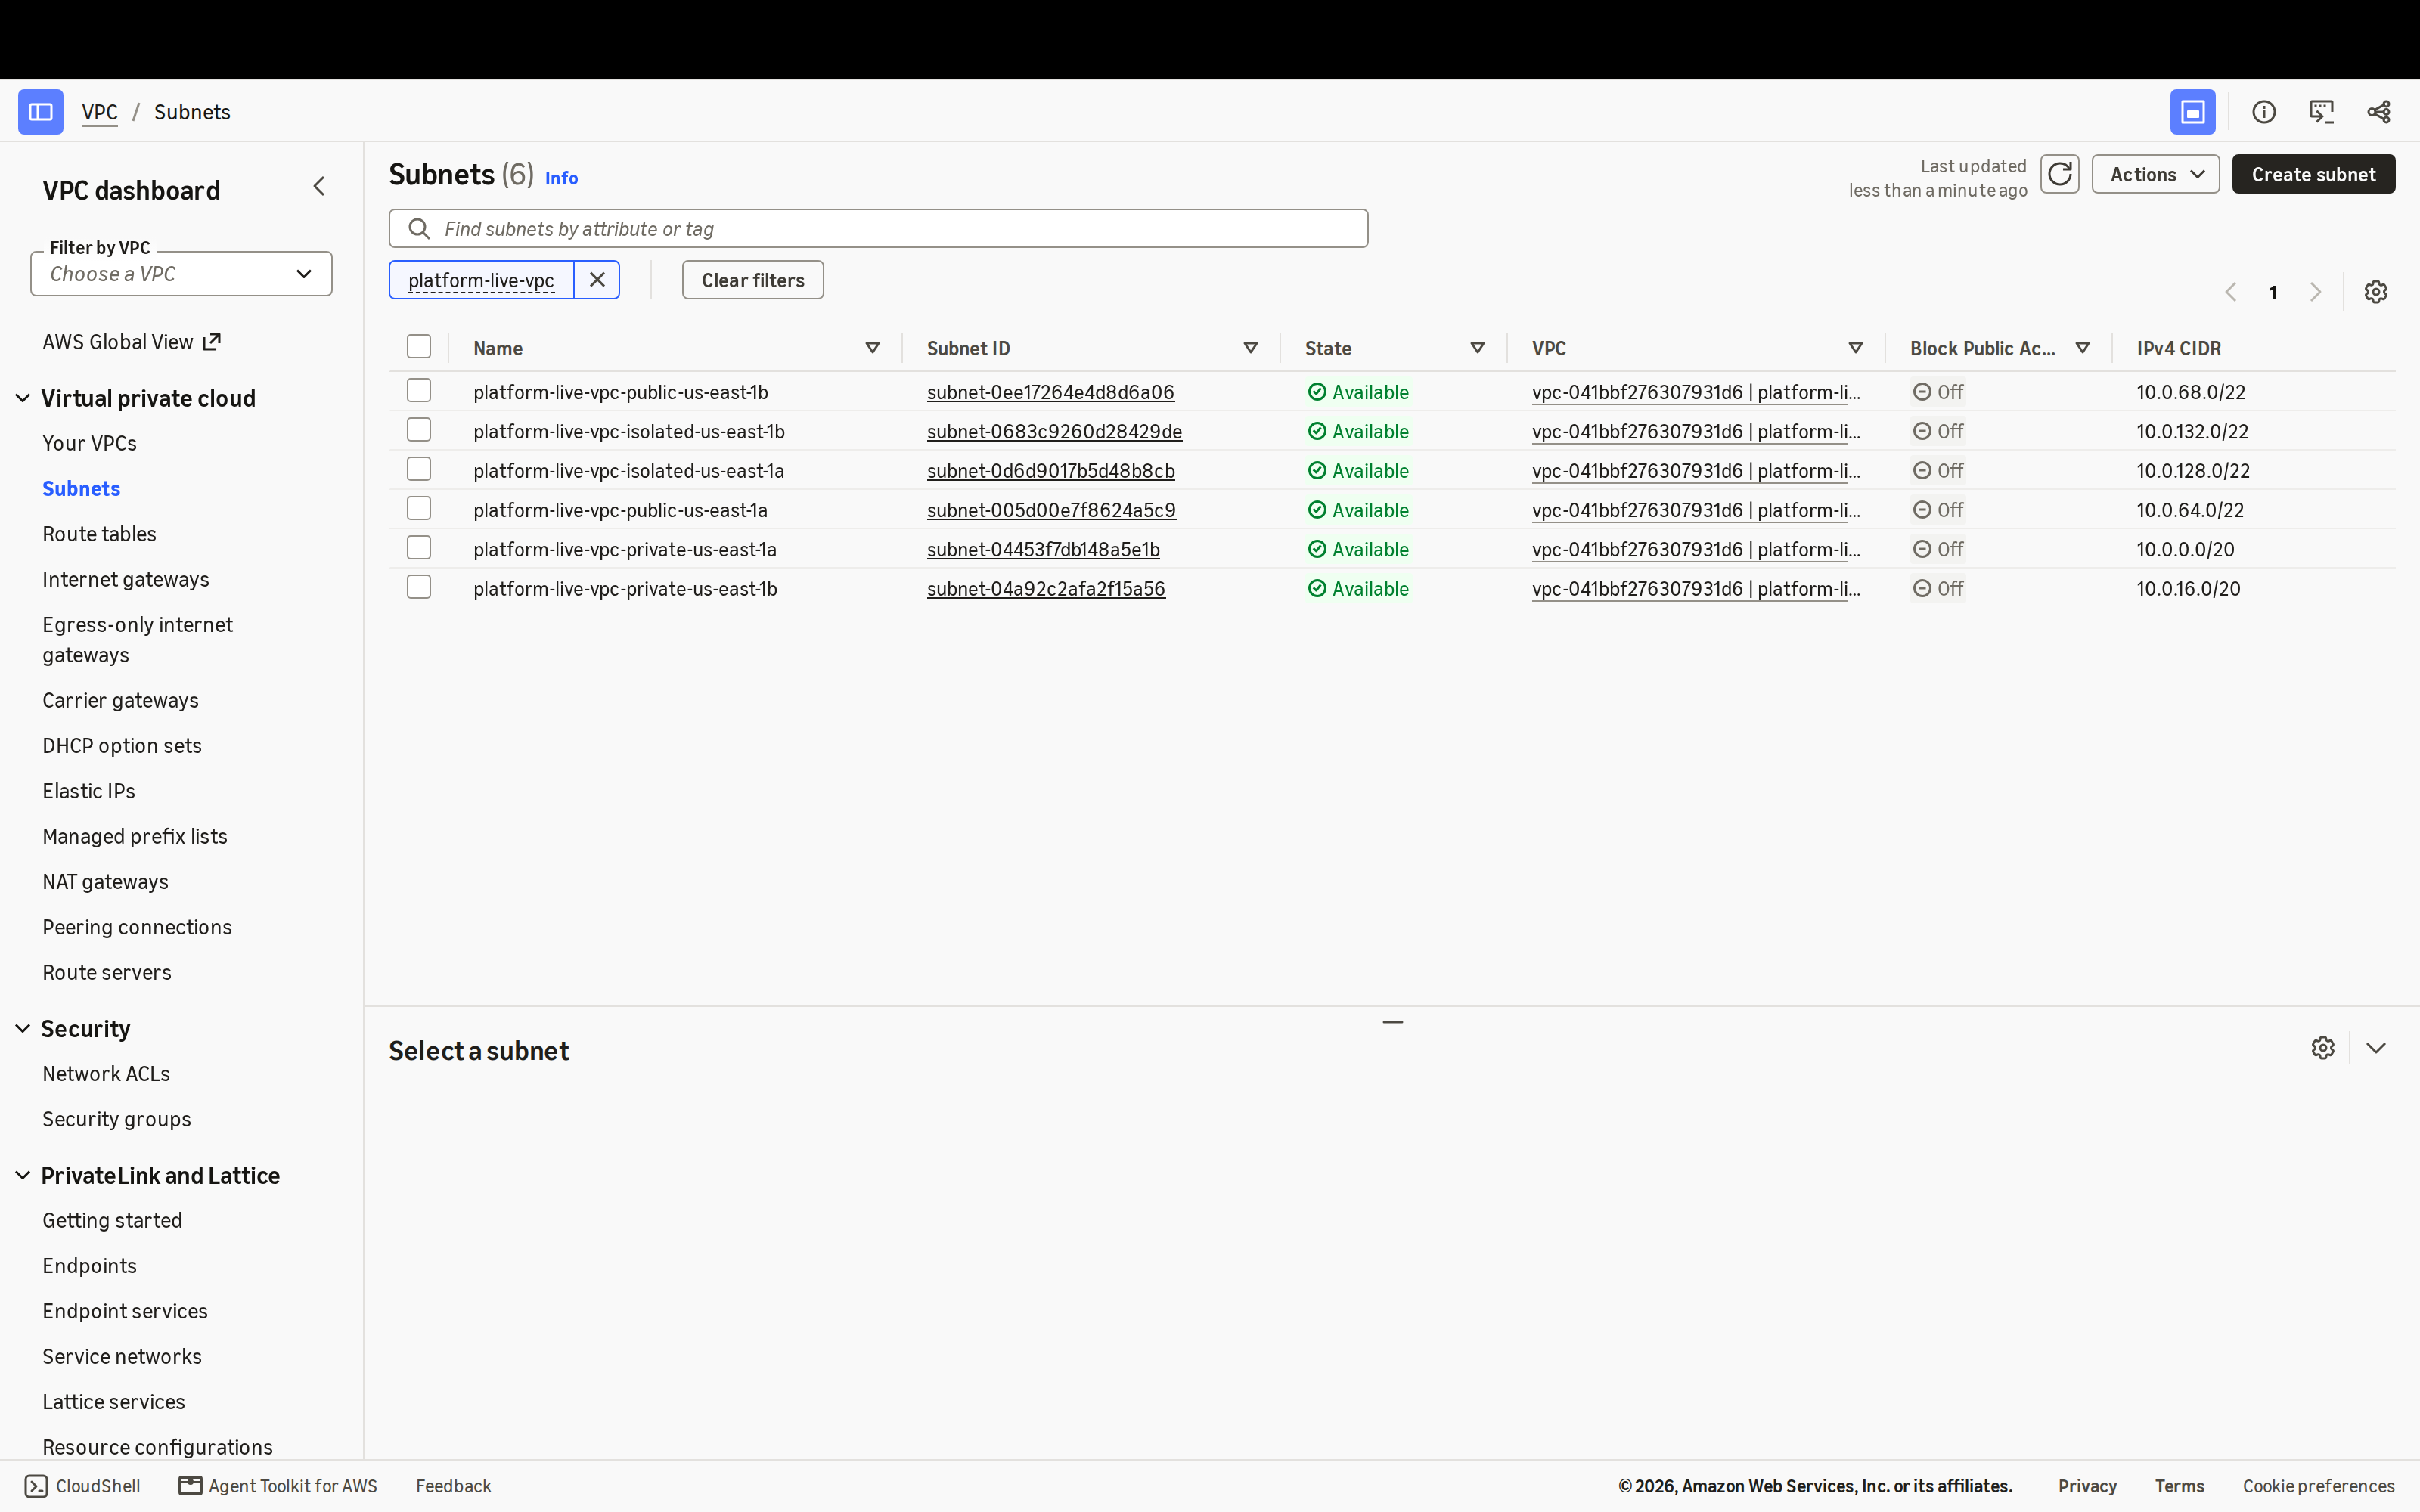 VPC / Subnets
VPC dashboard
Filter by VPC
Choose a VPC
AWS Global View
Virtual private cloud
Your VPCs
Subnets
Route tables
Internet gateways
Egress-only internet
gateways
Carrier gateways
DHCP option sets
Elastic IPs
Managed prefix lists
NAT gateways
Peering connections
Route servers
Security
Network ACLs
Security groups
PrivateLink and Lattice
Getting started
Endpoints
Endpoint services
Service networks
Lattice services
Resource configurations
Subnets (6) Info
Last updated
less than a minute ago
Actions
Create subnet
Find subnets by attribute or tag
platform-live-vpc
Clear filters
1
Name Subnet ID State VPC Block Public Ac... IPv4 CIDR
platform-live-vpc-public-us-east-1b subnet-0ee17264e4d8d6a06 Available vpc-041bbf276307931d6 | platform-li... Off 10.0.68.0/22
platform-live-vpc-isolated-us-east-1b subnet-0683c9260d28429de Available vpc-041bbf276307931d6 | platform-li... Off 10.0.132.0/22
platform-live-vpc-isolated-us-east-1a subnet-0d6d9017b5d48b8cb Available vpc-041bbf276307931d6 | platform-li... Off 10.0.128.0/22
platform-live-vpc-public-us-east-1a subnet-005d00e7f8624a5c9 Available vpc-041bbf276307931d6 | platform-li... Off 10.0.64.0/22
platform-live-vpc-private-us-east-1a subnet-04453f7db148a5e1b Available vpc-041bbf276307931d6 | platform-li... Off 10.0.0.0/20
platform-live-vpc-private-us-east-1b subnet-04a92c2afa2f15a56 Available vpc-041bbf276307931d6 | platform-li... Off 10.0.16.0/20
Select a subnet
CloudShell Agent Toolkit for AWS Feedback © 2026, Amazon Web Services, Inc. or its affiliates. Privacy Terms Cookie preferences